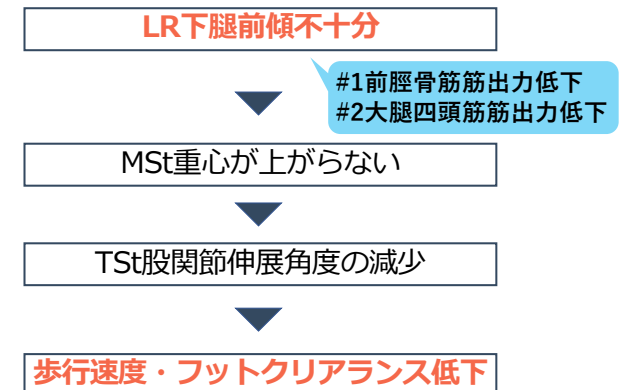 LR下腿前傾不十分
#1前脛骨筋筋出力低下
#2大腿四頭筋筋出力低下
MSt重心が上がらない
TSt股関節伸展角度の減少
歩行速度・フットクリアランス低下